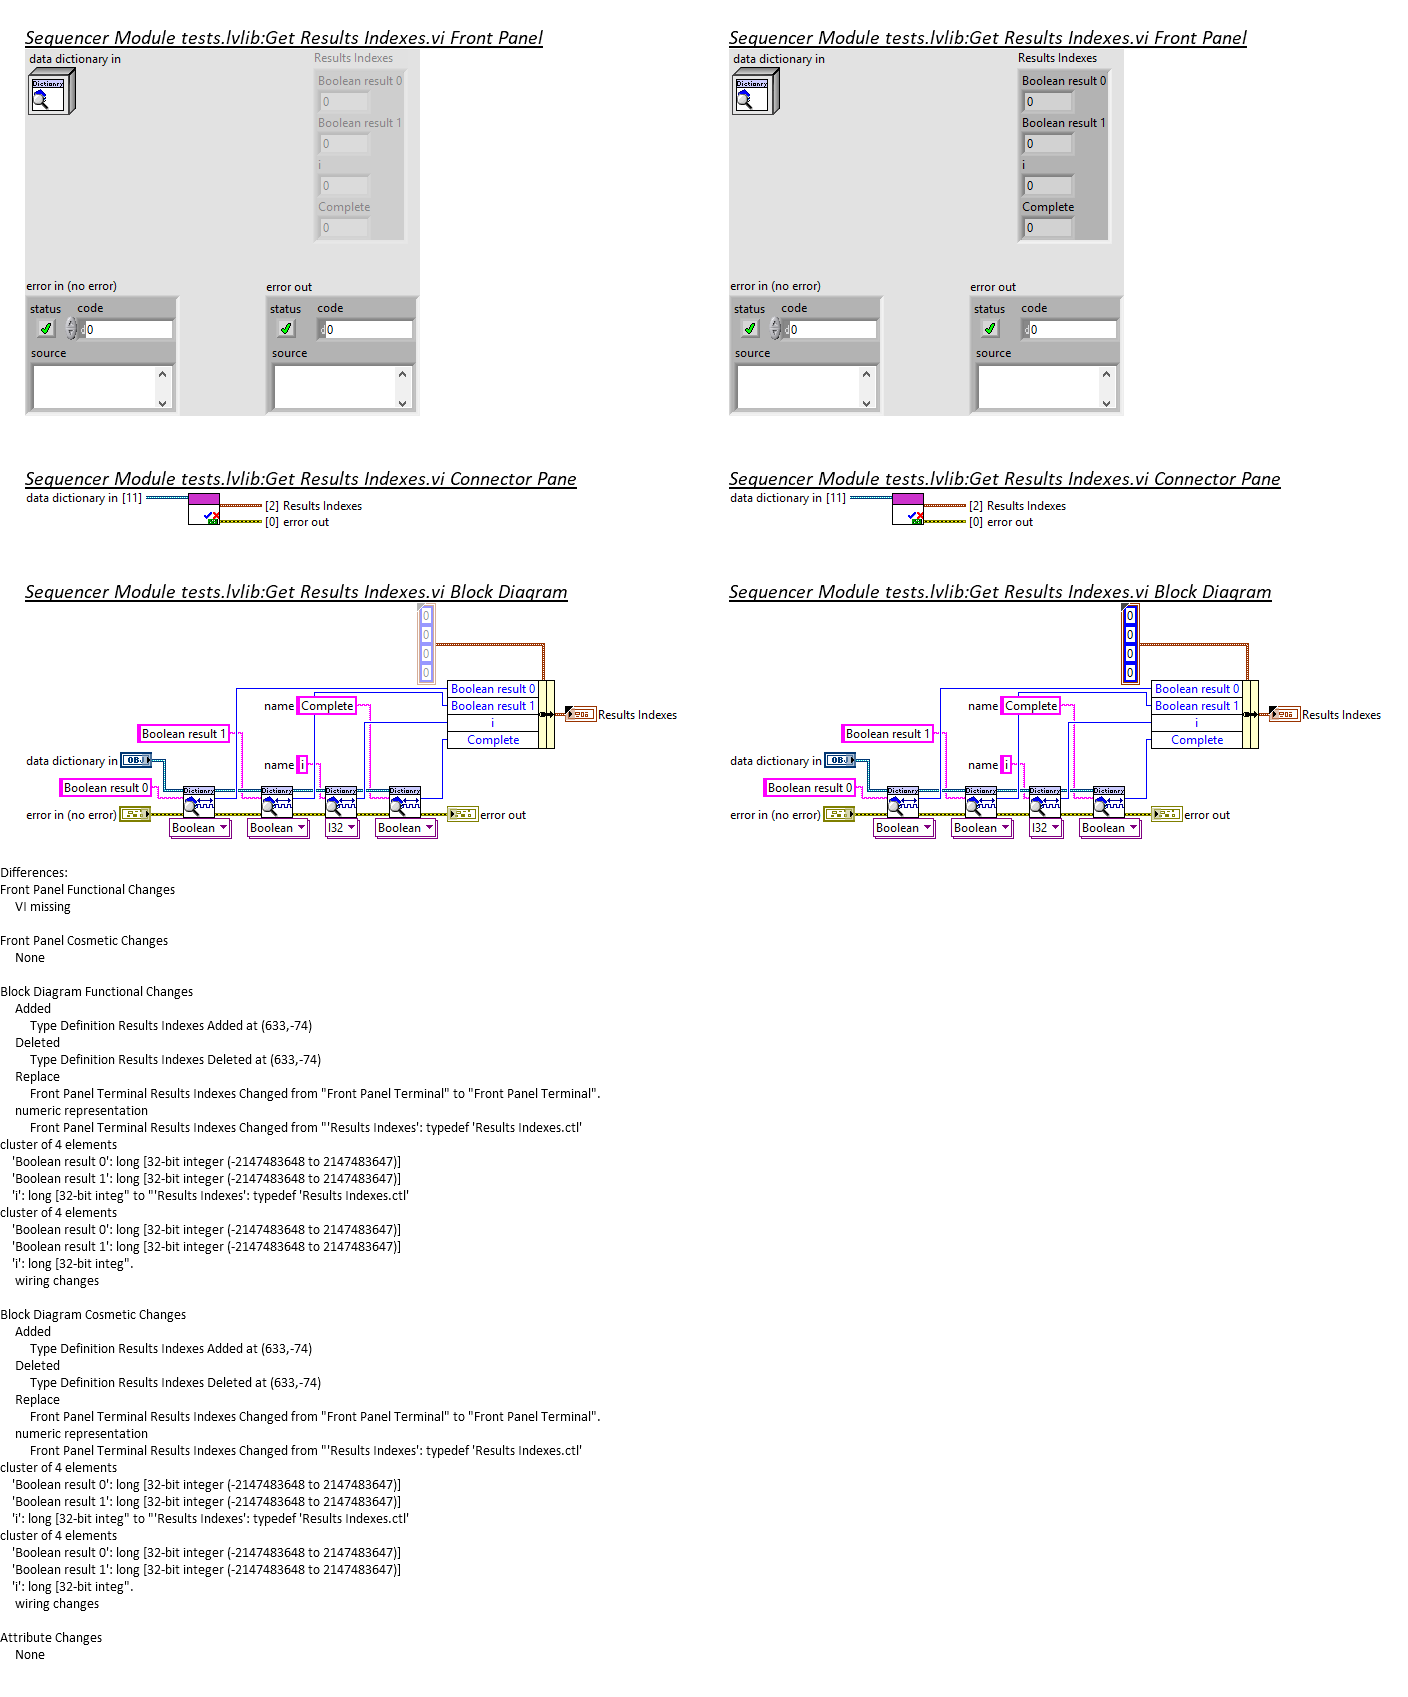 Sequencer Module tests.lvlib:Get Results Indexes.vi Front Panel
data dictionary in
Dictionry
Results Indexes
Boolean result 0
0
Boolean result 1
0
i
0
Complete
0
error in (no error)
status
code
0
source
error out
status
code
0
source
Sequencer Module tests.lvlib:Get Results Indexes.vi Front Panel
data dictionary in
Dictionry
Results Indexes
Boolean result 0
0
Boolean result 1
0
i
0
Complete
0
error in (no error)
status
code
0
source
error out
status
code
0
source
Sequencer Module tests.lvlib:Get Results Indexes.vi Connector Pane
data dictionary in [11]
[2] Results Indexes
[0] error out
Sequencer Module tests.lvlib:Get Results Indexes.vi Connector Pane
data dictionary in [11]
[2] Results Indexes
[0] error out
Sequencer Module tests.lvlib:Get Results Indexes.vi Block Diagram
0
0
0
0
Boolean result 0
name Complete
Boolean result 1
i
Results Indexes
Boolean result 1
Complete
data dictionary in OBJ
name i
Boolean result 0
Dictionry
Dictionry
Dictionry
Dictionry
error in (no error)
error out
Boolean
Boolean
I32
Boolean
Sequencer Module tests.lvlib:Get Results Indexes.vi Block Diagram
0
0
0
0
Boolean result 0
name Complete
Boolean result 1
i
Results Indexes
Boolean result 1
Complete
data dictionary in OBJ
name i
Boolean result 0
Dictionry
Dictionry
Dictionry
Dictionry
error in (no error)
error out
Boolean
Boolean
I32
Boolean
Differences:
Front Panel Functional Changes
VI missing
Front Panel Cosmetic Changes
None
Block Diagram Functional Changes
Added
Type Definition Results Indexes Added at (633,-74)
Deleted
Type Definition Results Indexes Deleted at (633,-74)
Replace
Front Panel Terminal Results Indexes Changed from "Front Panel Terminal" to "Front Panel Terminal".
numeric representation
Front Panel Terminal Results Indexes Changed from "'Results Indexes': typedef 'Results Indexes.ctl'
cluster of 4 elements
'Boolean result 0': long [32-bit integer (-2147483648 to 2147483647)]
'Boolean result 1': long [32-bit integer (-2147483648 to 2147483647)]
'i': long [32-bit integ" to "'Results Indexes': typedef 'Results Indexes.ctl'
cluster of 4 elements
'Boolean result 0': long [32-bit integer (-2147483648 to 2147483647)]
'Boolean result 1': long [32-bit integer (-2147483648 to 2147483647)]
'i': long [32-bit integ".
wiring changes
Block Diagram Cosmetic Changes
Added
Type Definition Results Indexes Added at (633,-74)
Deleted
Type Definition Results Indexes Deleted at (633,-74)
Replace
Front Panel Terminal Results Indexes Changed from "Front Panel Terminal" to "Front Panel Terminal".
numeric representation
Front Panel Terminal Results Indexes Changed from "'Results Indexes': typedef 'Results Indexes.ctl'
cluster of 4 elements
'Boolean result 0': long [32-bit integer (-2147483648 to 2147483647)]
'Boolean result 1': long [32-bit integer (-2147483648 to 2147483647)]
'i': long [32-bit integ" to "'Results Indexes': typedef 'Results Indexes.ctl'
cluster of 4 elements
'Boolean result 0': long [32-bit integer (-2147483648 to 2147483647)]
'Boolean result 1': long [32-bit integer (-2147483648 to 2147483647)]
'i': long [32-bit integ".
wiring changes
Attribute Changes
None